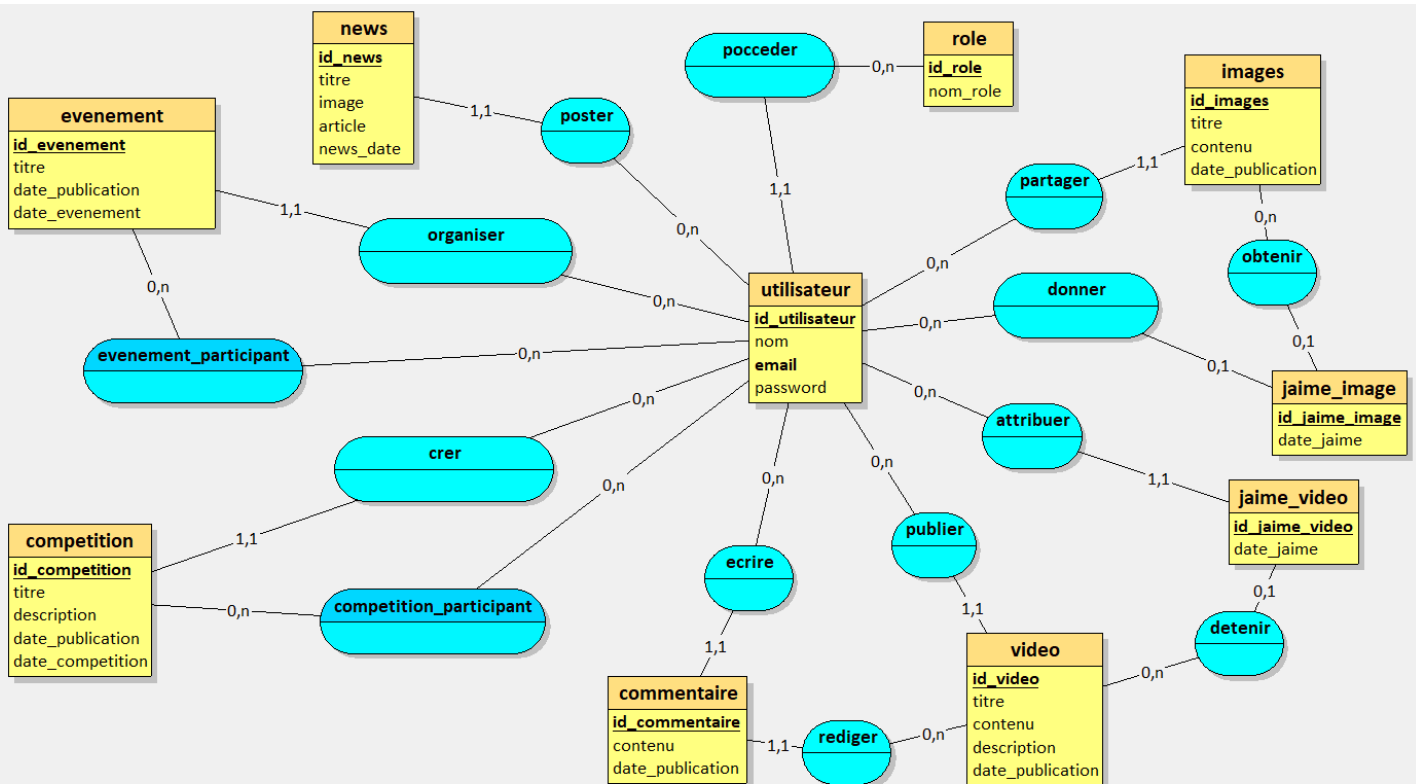 news
id_news
titre
image
article
news_date
pocceder
role
id_role
nom_role
0,n
images
id_images
titre
contenu
date_publication
evenement
id_evenement
titre
date_publication
date_evenement
1,1
poster
1,1
partager
1,1
1,1
organiser
0,n
0,n
0,n
obtenir
0,n
0,n
evenement_participant
0,n
utilisateur
id_utilisateur
nom
email
password
0,n
donner
0,1
0,1
jaime_image
id_jaime_image
date_jaime
crer
0,n
0,n
attribuer
1,1
0,n
0,n
0,n
jaime_video
id_jaime_video
date_jaime
competition
id_competition
titre
description
date_publication
date_competition
1,1
0,n
competition_participant
ecrire
publier
0,1
detenir
1,1
1,1
0,n
commentaire
id_commentaire
contenu
date_publication
1,1
rediger
0,n
video
id_video
titre
contenu
description
date_publication